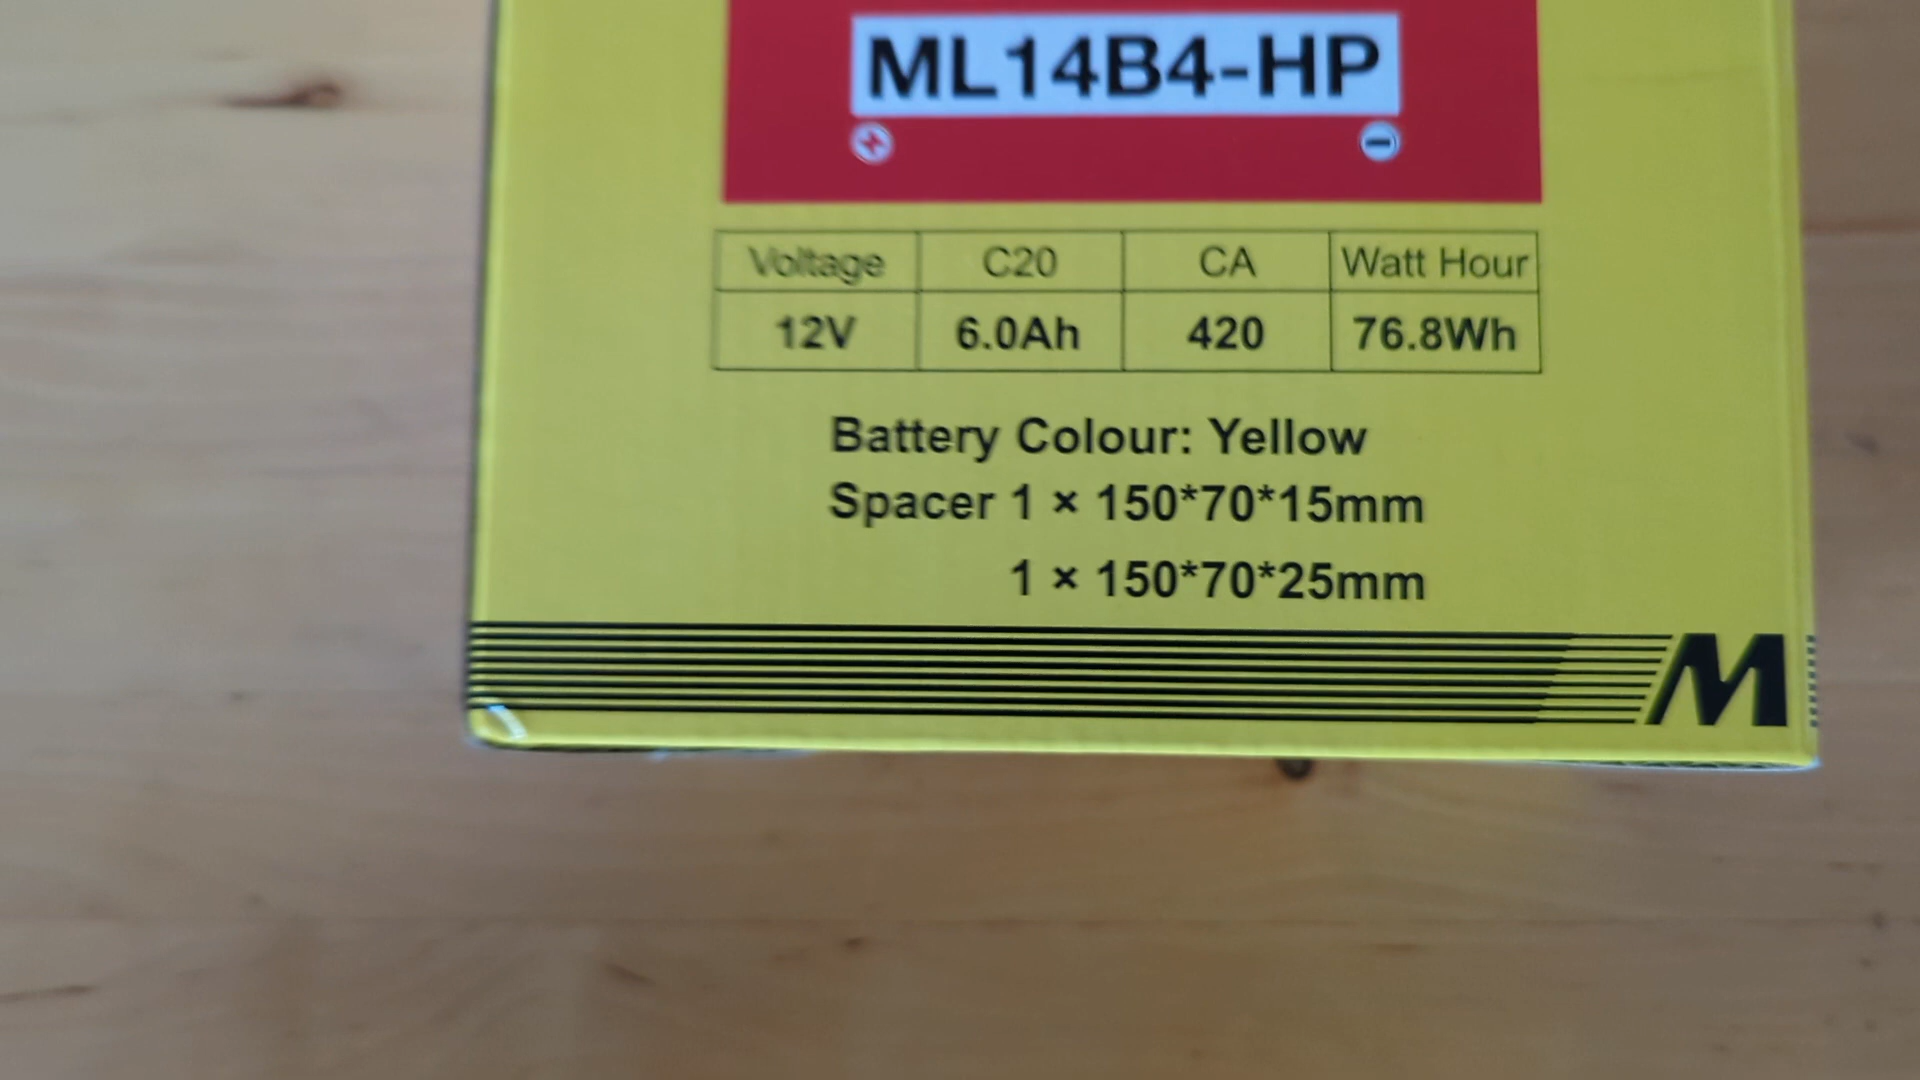 ML14B4-HP
Voltage C20 CA Watt Hour
12V 6.0Ah 420 76.8Wh
Battery Colour: Yellow
Spacer 1 × 150*70*15mm
1 × 150*70*25mm
M